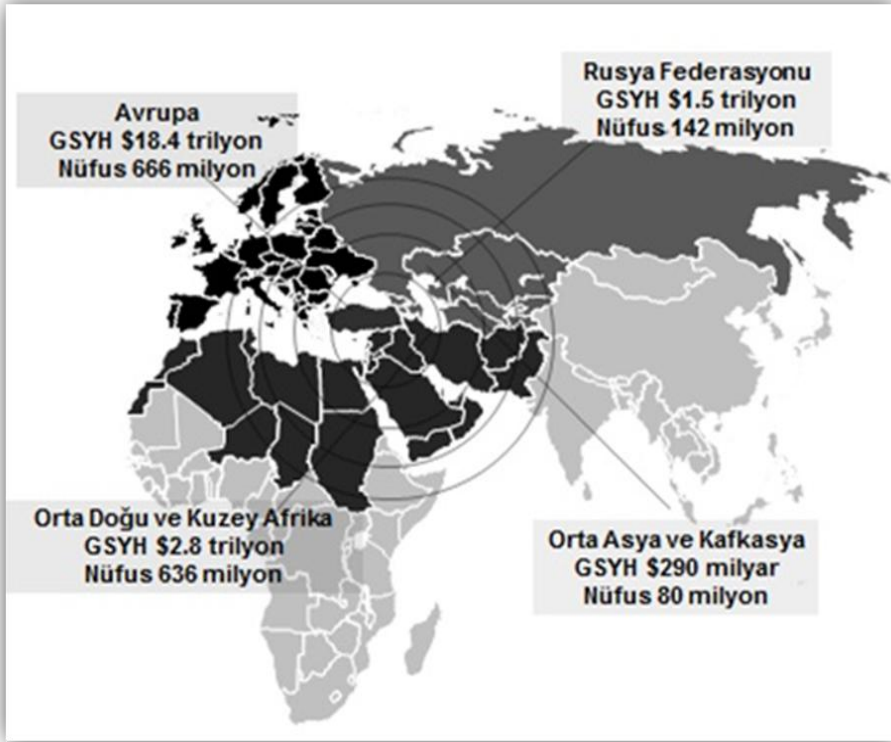 Rusya Federasyonu
GSYH $1.5 trilyon
Nüfus 142 milyon
Avrupa
GSYH $18.4 trilyon
Nüfus 666 milyon
Orta Doğu ve Kuzey Afrika
GSYH $2.8 trilyon
Nüfus 636 milyon
Orta Asya ve Kafkasya
GSYH $290 milyar
Nüfus 80 milyon